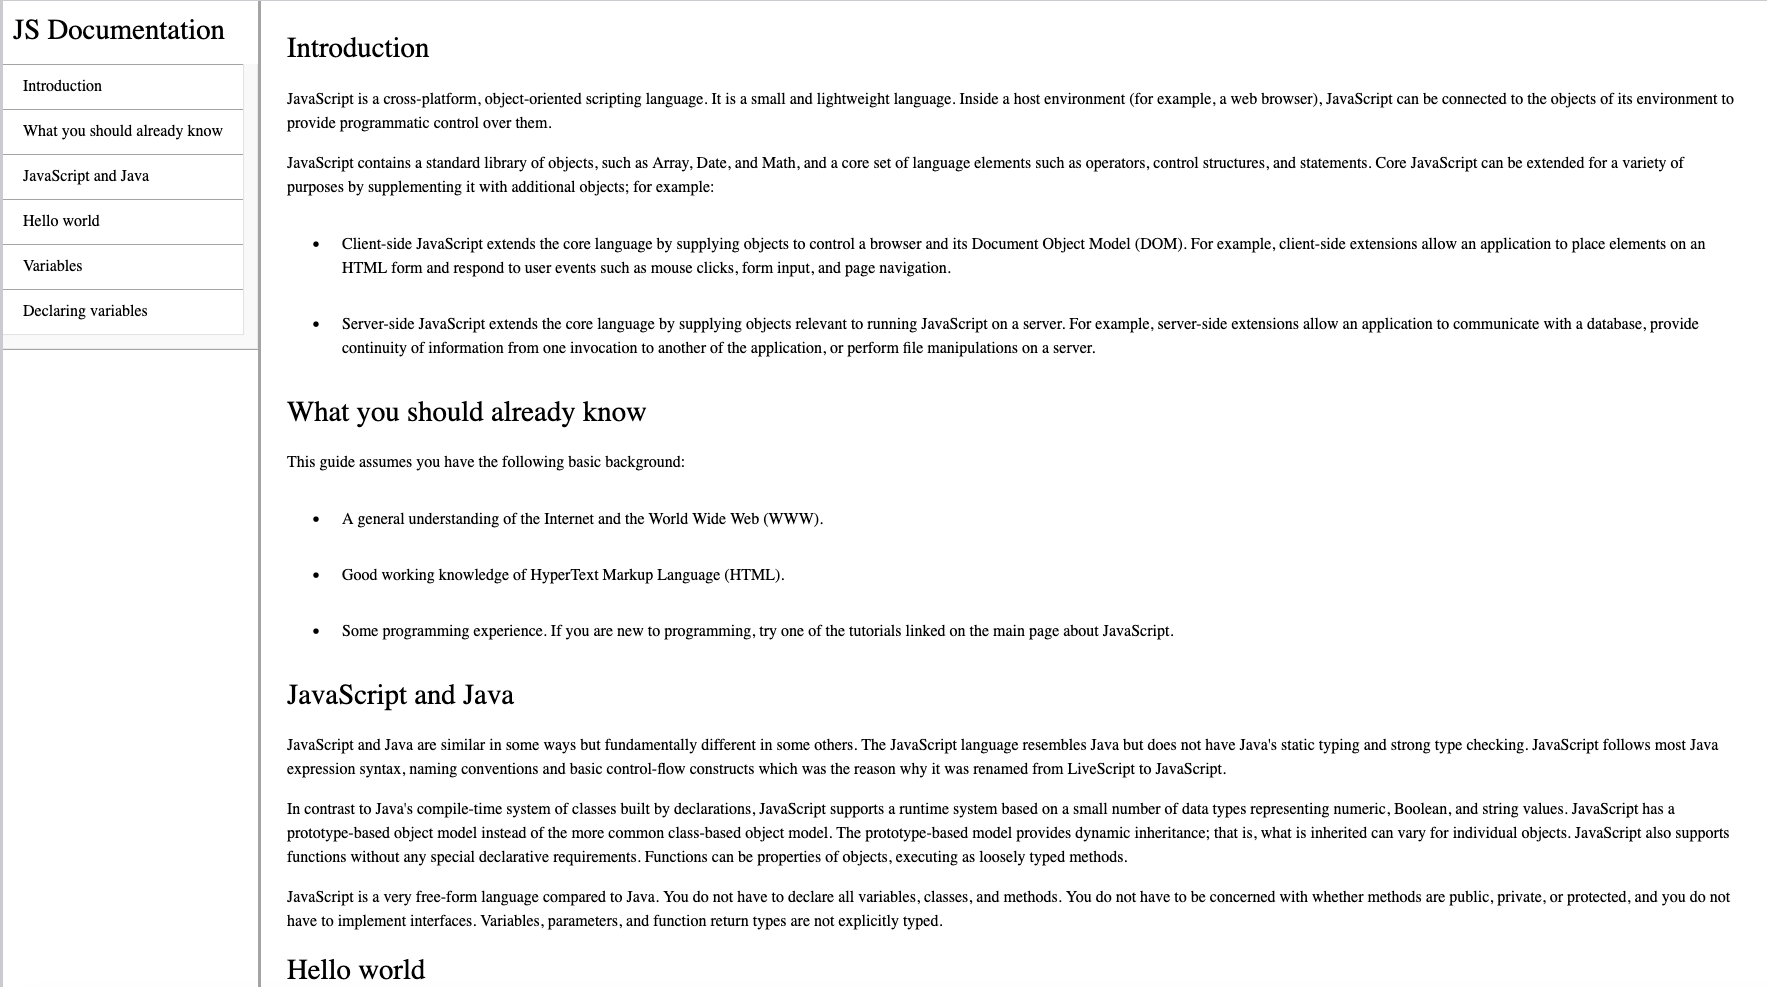 JS Documentation
Introduction
What you should already know
JavaScript and Java
Hello world
Variables
Declaring variables
Introduction
JavaScript is a cross-platform, object-oriented scripting language. It is a small and lightweight language. Inside a host environment (for example, a web browser), JavaScript can be connected to the objects of its environment to
provide programmatic control over them.
JavaScript contains a standard library of objects, such as Array, Date, and Math, and a core set of language elements such as operators, control structures, and statements. Core JavaScript can be extended for a variety of
purposes by supplementing it with additional objects; for example:
• Client-side JavaScript extends the core language by supplying objects to control a browser and its Document Object Model (DOM). For example, client-side extensions allow an application to place elements on an
HTML form and respond to user events such as mouse clicks, form input, and page navigation.
• Server-side JavaScript extends the core language by supplying objects relevant to running JavaScript on a server. For example, server-side extensions allow an application to communicate with a database, provide
continuity of information from one invocation to another of the application, or perform file manipulations on a server.
What you should already know
This guide assumes you have the following basic background:
• A general understanding of the Internet and the World Wide Web (WWW).
• Good working knowledge of HyperText Markup Language (HTML).
• Some programming experience. If you are new to programming, try one of the tutorials linked on the main page about JavaScript.
JavaScript and Java
JavaScript and Java are similar in some ways but fundamentally different in some others. The JavaScript language resembles Java but does not have Java's static typing and strong type checking. JavaScript follows most Java
expression syntax, naming conventions and basic control-flow constructs which was the reason why it was renamed from LiveScript to JavaScript.
In contrast to Java's compile-time system of classes built by declarations, JavaScript supports a runtime system based on a small number of data types representing numeric, Boolean, and string values. JavaScript has a
prototype-based object model instead of the more common class-based object model. The prototype-based model provides dynamic inheritance; that is, what is inherited can vary for individual objects. JavaScript also supports
functions without any special declarative requirements. Functions can be properties of objects, executing as loosely typed methods.
JavaScript is a very free-form language compared to Java. You do not have to declare all variables, classes, and methods. You do not have to be concerned with whether methods are public, private, or protected, and you do not
have to implement interfaces. Variables, parameters, and function return types are not explicitly typed.
Hello world